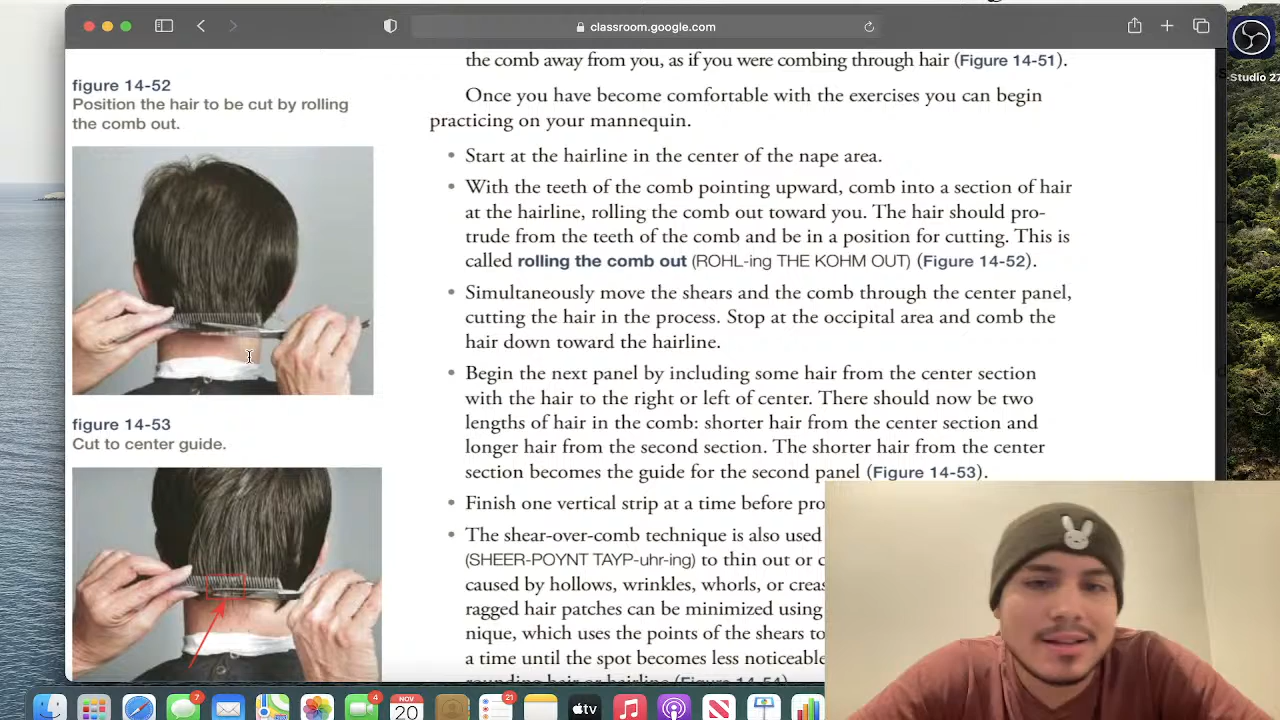 classroom.google.com
Studio 27
figure 14-52
Position the hair to be cut by rolling
the comb out.
figure 14-53
Cut to center guide.
the comb away from you, as if you were combing through hair (Figure 14-51).
Once you have become comfortable with the exercises you can begin
practicing on your mannequin.
• Start at the hairline in the center of the nape area.
• With the teeth of the comb pointing upward, comb into a section of hair
at the hairline, rolling the comb out toward you. The hair should pro-
trude from the teeth of the comb and be in a position for cutting. This is
called rolling the comb out (ROHL-ing THE KOHM OUT) (Figure 14-52).
• Simultaneously move the shears and the comb through the center panel,
cutting the hair in the process. Stop at the occipital area and comb the
hair down toward the hairline.
• Begin the next panel by including some hair from the center section
with the hair to the right or left of center. There should now be two
lengths of hair in the comb: shorter hair from the center section and
longer hair from the second section. The shorter hair from the center
section becomes the guide for the second panel (Figure 14-53).
• Finish one vertical strip at a time before pro
• The shear-over-comb technique is also used
(SHEER-POYNT TAYP-uhr-ing) to thin out or c
caused by hollows, wrinkles, whorls, or creas
ragged hair patches can be minimized using
nique, which uses the points of the shears to
a time until the spot becomes less noticeable
rounding hair or hairline (Figure 14-54).
7
4
NOV
20
21
tv